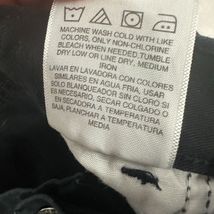 MACHINE WASH COLD WITH LIKE
COLORS, ONLY NON-CHLORINE
BLEACH WHEN NEEDED, TUMBLE
DRY LOW OR LINE DRY, MEDIUM
IRON
LAVAR EN LAVADORA CON COLORES
SIMILARES EN AGUA FRIA, USAR
SOLO BLANQUEADOR SIN CLORO SI
ES NECESARIO, SECAR COLGADO O
EN SECADORA A TEMPERATURA
BAJA, PLANCHAR A TEMPERATURA
MEDIA